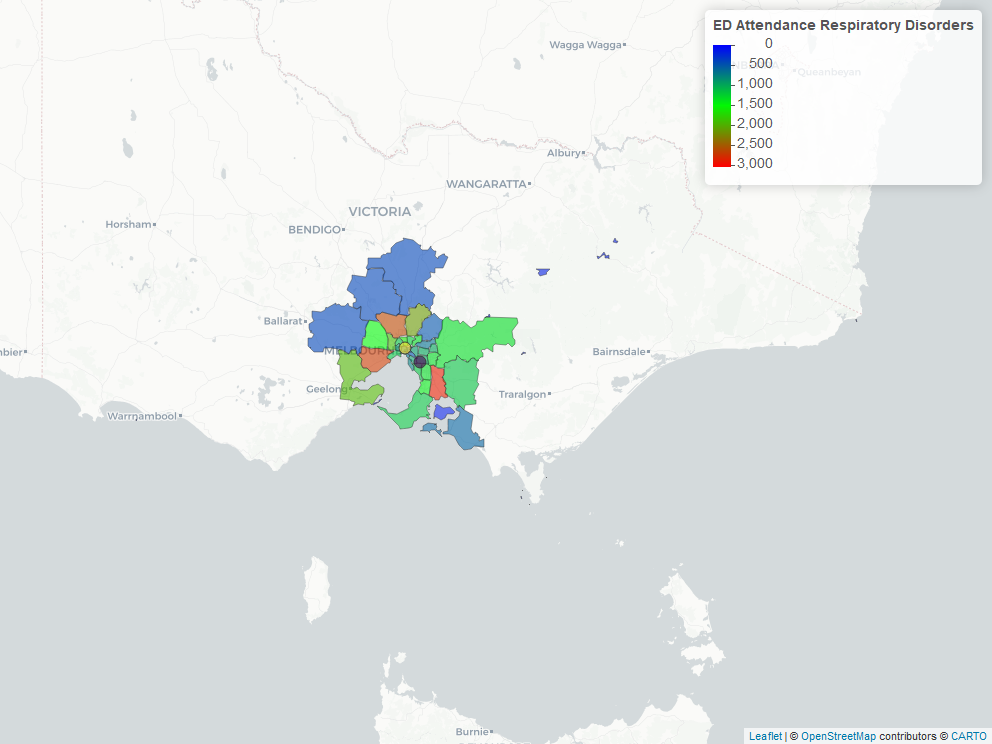 ED Attendance Respiratory Disorders
0
500
1,000
1,500
2,000
2,500
3,000
Wagga Wagga
Queanbeyan
Albury
WANGARATTA
VICTORIA
Horsham
BENDIGO
Ballarat
MELBOURNE
mbier
Bairnsdale
Geelong
Traralgon
Warrnambool
Burnie
Leaflet | © OpenStreetMap contributors © CARTO